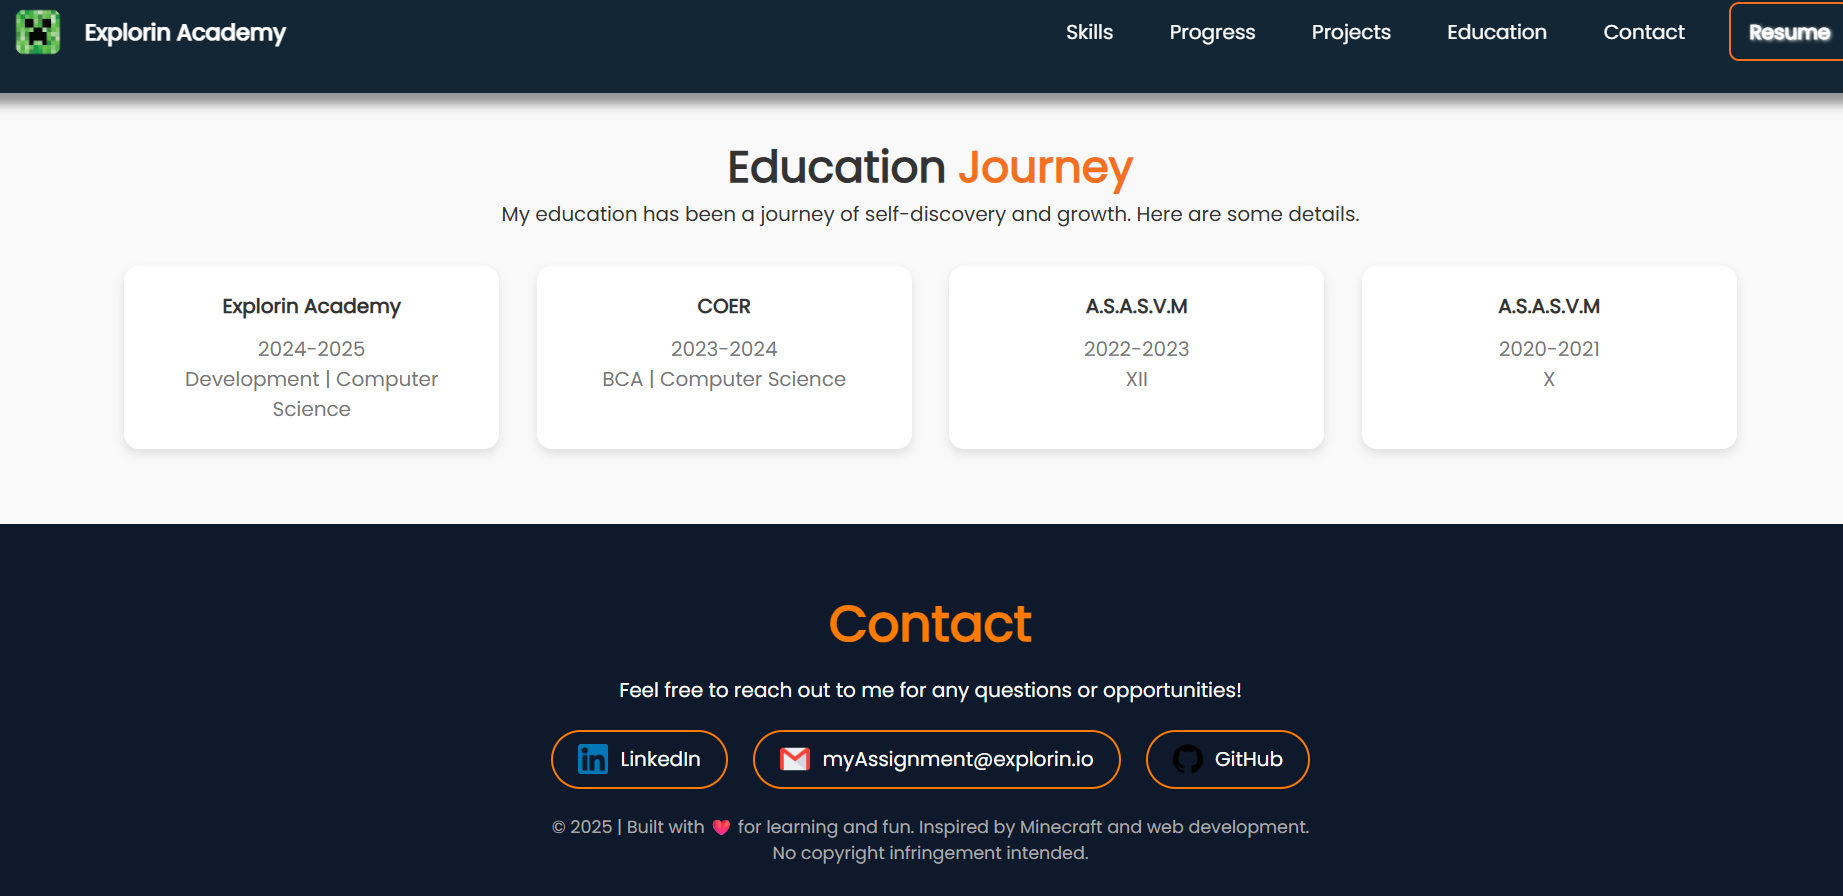 Explorin Academy
Skills Progress Projects Education Contact Resume
Education Journey
My education has been a journey of self-discovery and growth. Here are some details.
Explorin Academy
2024-2025
Development | Computer
Science
COER
2023-2024
BCA | Computer Science
A.S.A.S.V.M
2022-2023
XII
A.S.A.S.V.M
2020-2021
X
Contact
Feel free to reach out to me for any questions or opportunities!
LinkedIn
myAssignment@explorin.io
GitHub
© 2025 | Built with ❤️ for learning and fun. Inspired by Minecraft and web development.
No copyright infringement intended.